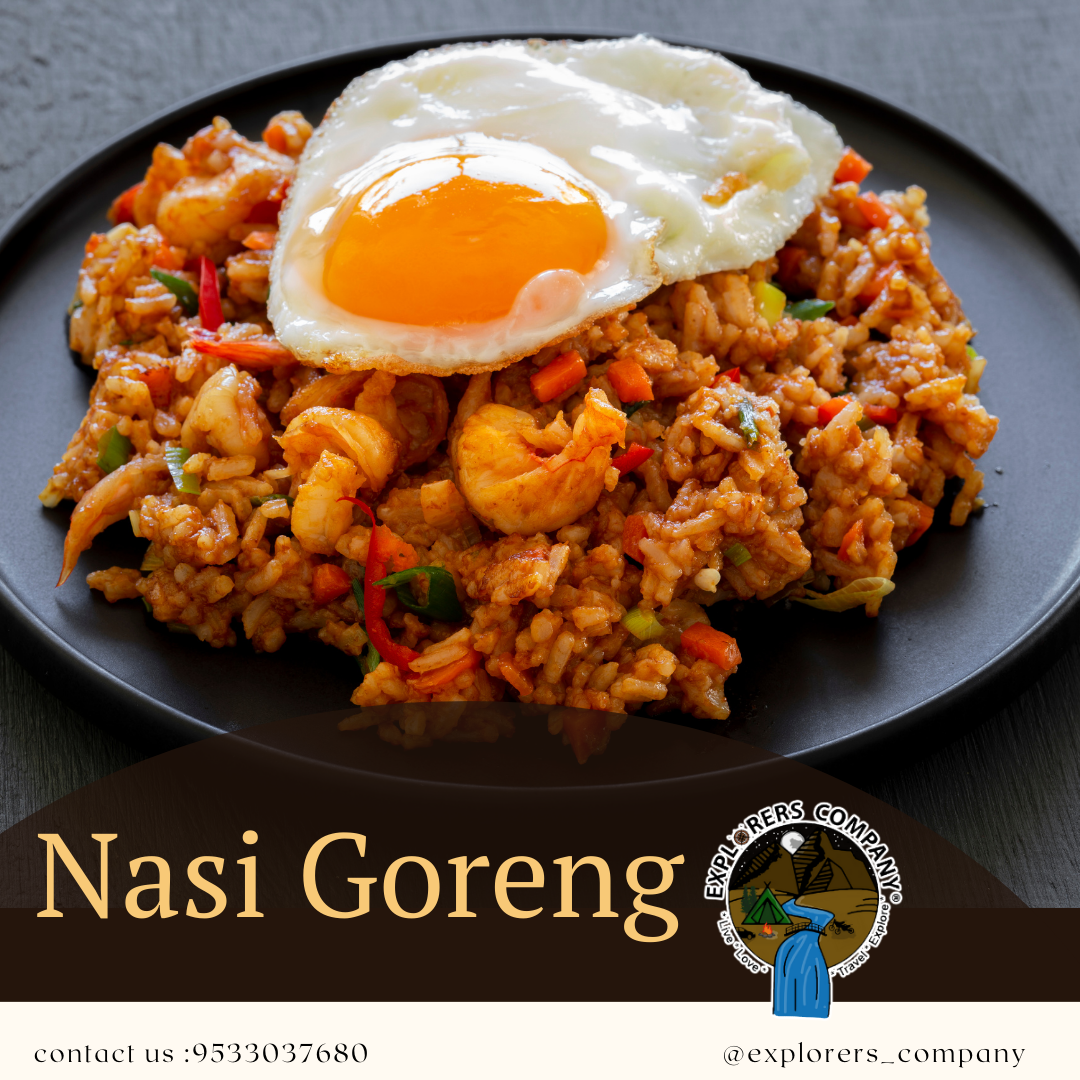 Nasi Goreng
EXPLORERS COMPANY®
• Live • Love • Travel • Explore •
contact us :9533037680
@explorers_company